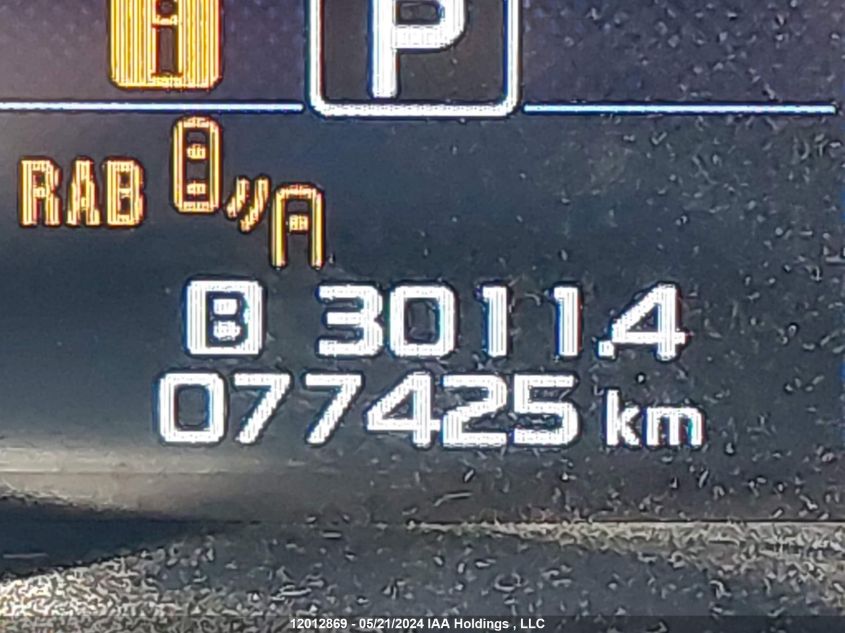 P
RAB
A
B 3011.4
077425 km
12012869 - 05/21/2024 IAA Holdings , LLC